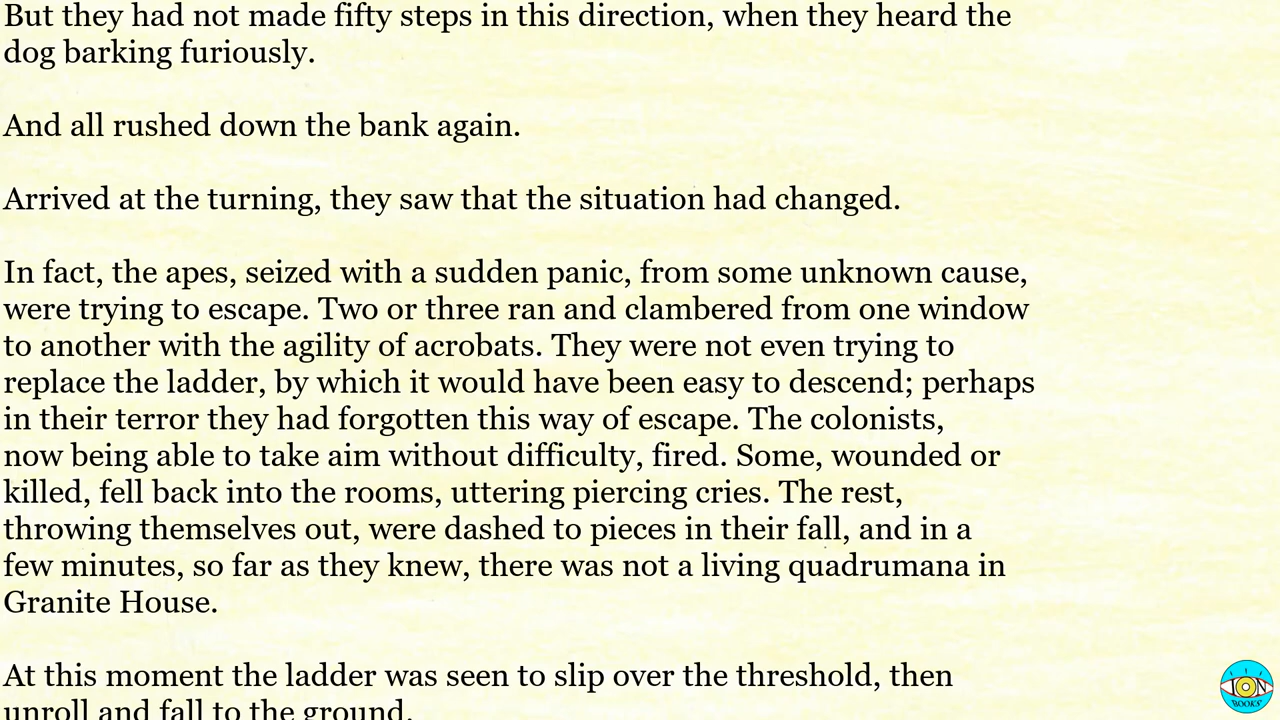 But they had not made fifty steps in this direction, when they heard the
dog barking furiously.
And all rushed down the bank again.
Arrived at the turning, they saw that the situation had changed.
In fact, the apes, seized with a sudden panic, from some unknown cause,
were trying to escape. Two or three ran and clambered from one window
to another with the agility of acrobats. They were not even trying to
replace the ladder, by which it would have been easy to descend; perhaps
in their terror they had forgotten this way of escape. The colonists,
now being able to take aim without difficulty, fired. Some, wounded or
killed, fell back into the rooms, uttering piercing cries. The rest,
throwing themselves out, were dashed to pieces in their fall, and in a
few minutes, so far as they knew, there was not a living quadrumana in
Granite House.
At this moment the ladder was seen to slip over the threshold, then
unroll and fall to the ground.
ION
BOOKS